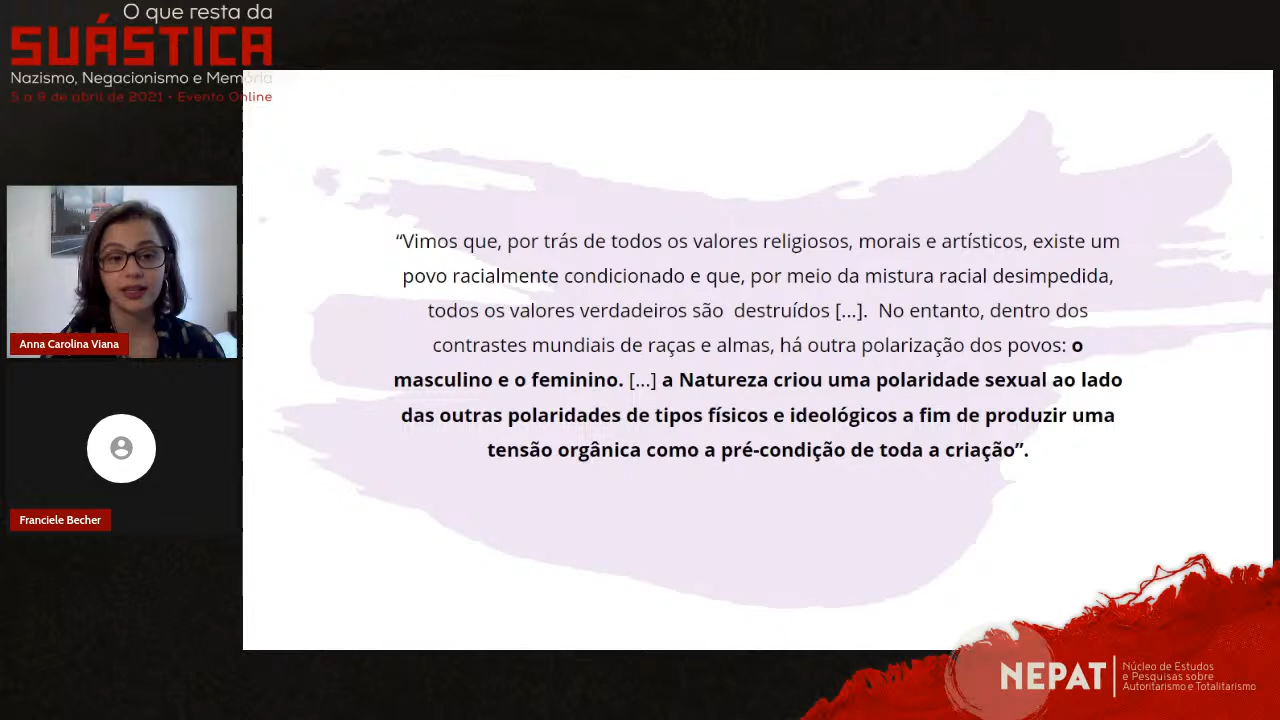 O que resta da
SUÁSTICA
Nazismo, Negacionismo e Memória
5 a 8 de abril de 2021 • Evento Online
“Vimos que, por trás de todos os valores religiosos, morais e artísticos, existe um
povo racialmente condicionado e que, por meio da mistura racial desimpedida,
todos os valores verdadeiros são destruídos [...]. No entanto, dentro dos
contrastes mundiais de raças e almas, há outra polarização dos povos: o
masculino e o feminino. [...] a Natureza criou uma polaridade sexual ao lado
das outras polaridades de tipos físicos e ideológicos a fim de produzir uma
tensão orgânica como a pré-condição de toda a criação”.
Anna Carolina Viana
Franciele Becher
NEPAT
Núcleo de Estudos
e Pesquisas sobre
Autoritarismo e Totalitarismo